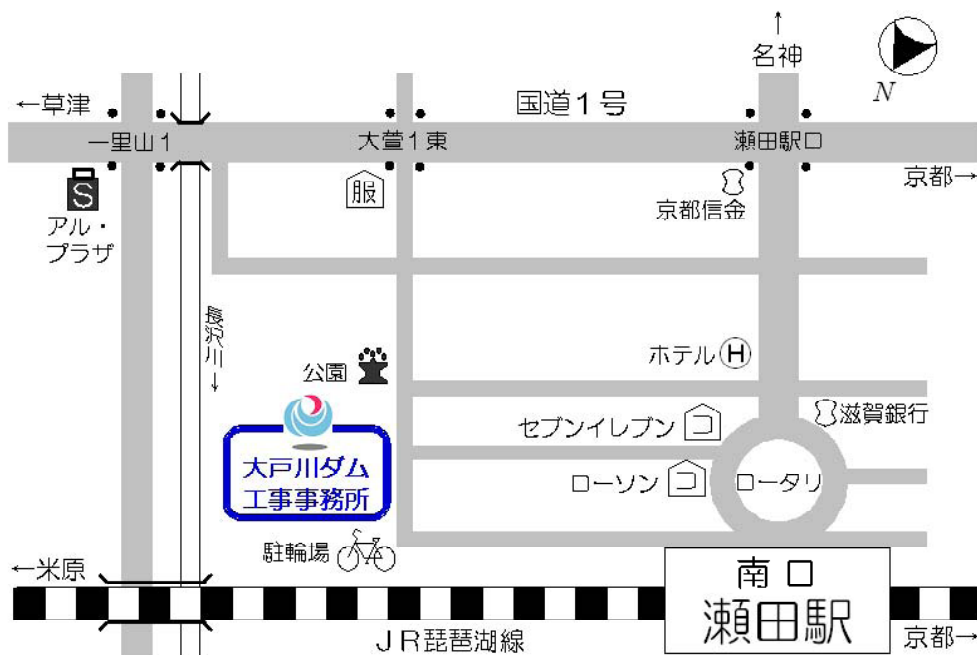 ↑
名神
N
←草津
国道1号
一里山1
大萱1東
瀬田駅口
京都→
S
アル・
プラザ
服
京都信金
長沢川→
ホテル H
公園
セブンイレブン コ
滋賀銀行
大戸川ダム
工事事務所
ローソン コ
ロータリ
駐輪場
←米原
南口
瀬田駅
JR琵琶湖線
京都→